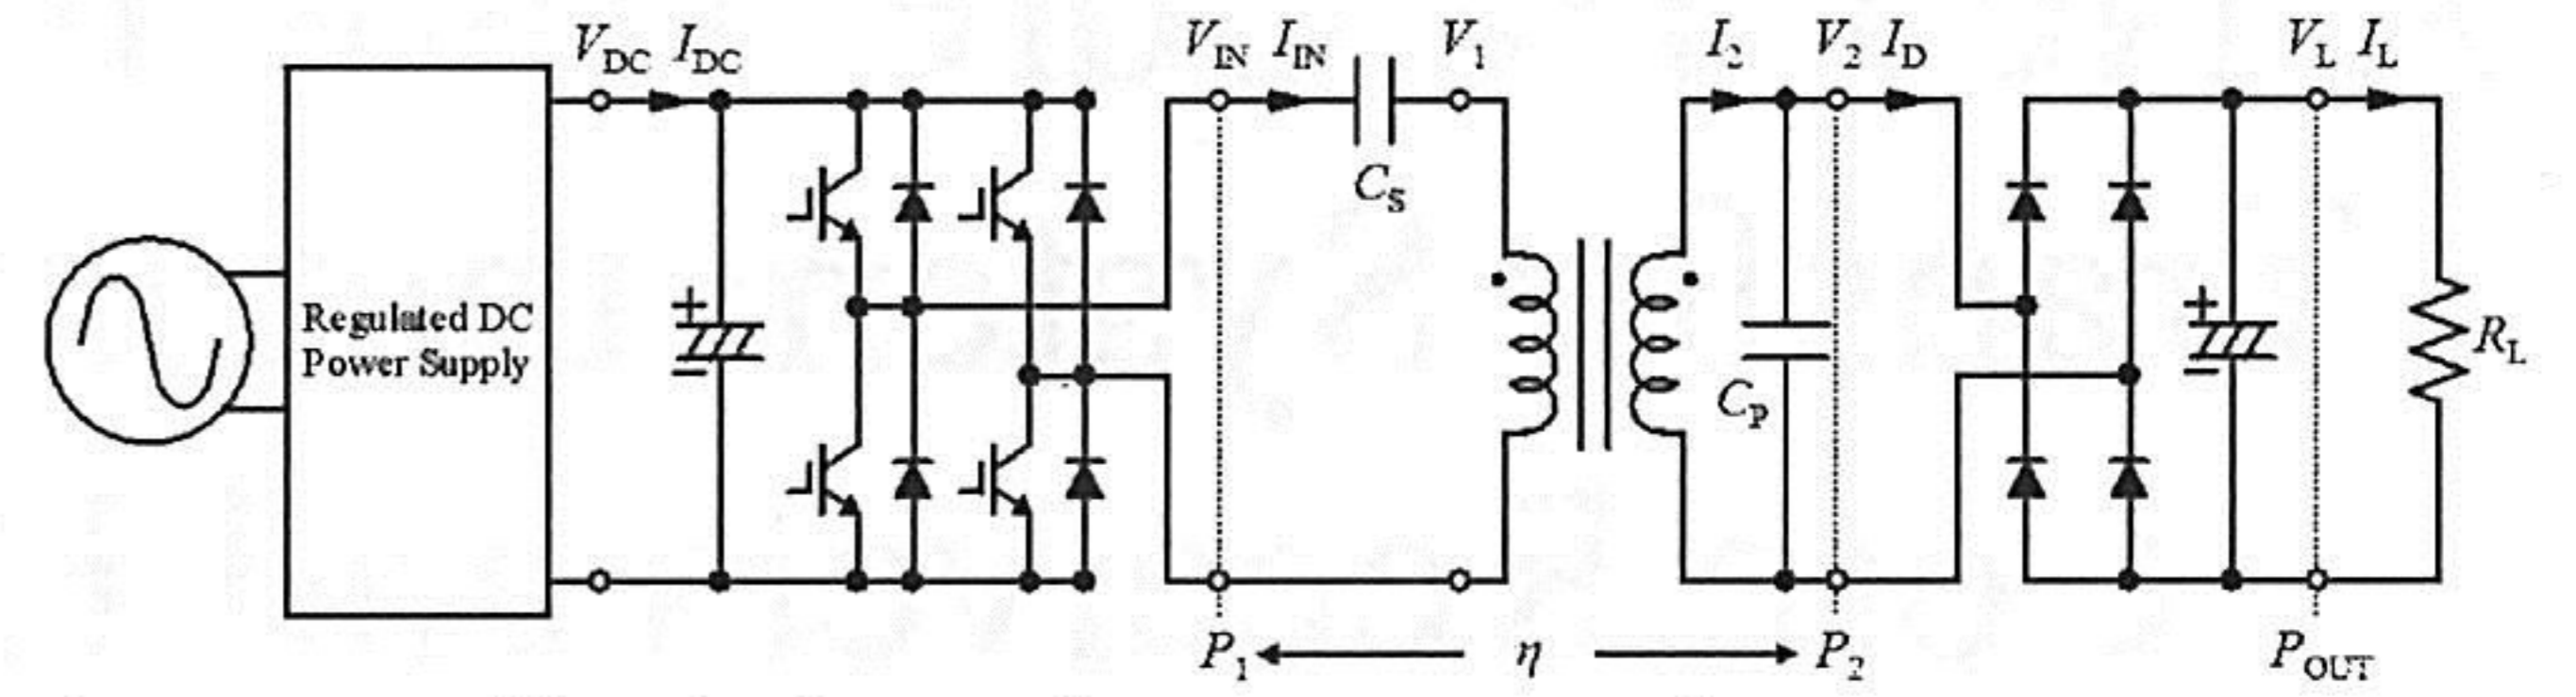 V_DC I_DC
V_IN I_IN
V_1
I_2 V_2 I_D
V_L I_L
C_S
+
−
Regulated DC
Power Supply
C_P
+
−
R_L
P_1
η
P_2
P_OUT